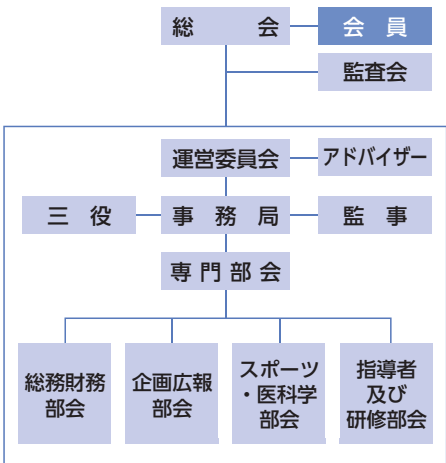 総　会
会　員
監査会
運営委員会
アドバイザー
三　役
事　務　局
監　事
専 門 部 会
総務財務
部会
企画広報
部会
スポーツ
・医科学
部会
指導者
及び
研修部会